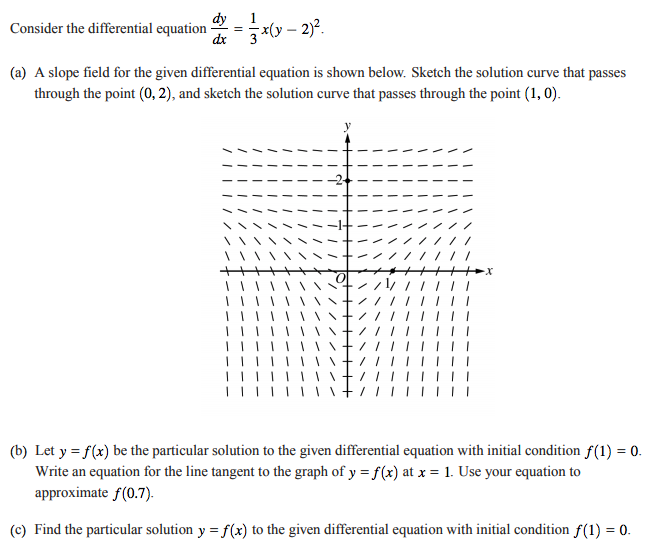 Consider the differential equation dy/dx = 1/3 x(y – 2)².
(a) A slope field for the given differential equation is shown below. Sketch the solution curve that passes
through the point (0, 2), and sketch the solution curve that passes through the point (1, 0).
y
2
1
O
1
x
(b) Let y = f(x) be the particular solution to the given differential equation with initial condition f(1) = 0.
Write an equation for the line tangent to the graph of y = f(x) at x = 1. Use your equation to
approximate f(0.7).
(c) Find the particular solution y = f(x) to the given differential equation with initial condition f(1) = 0.